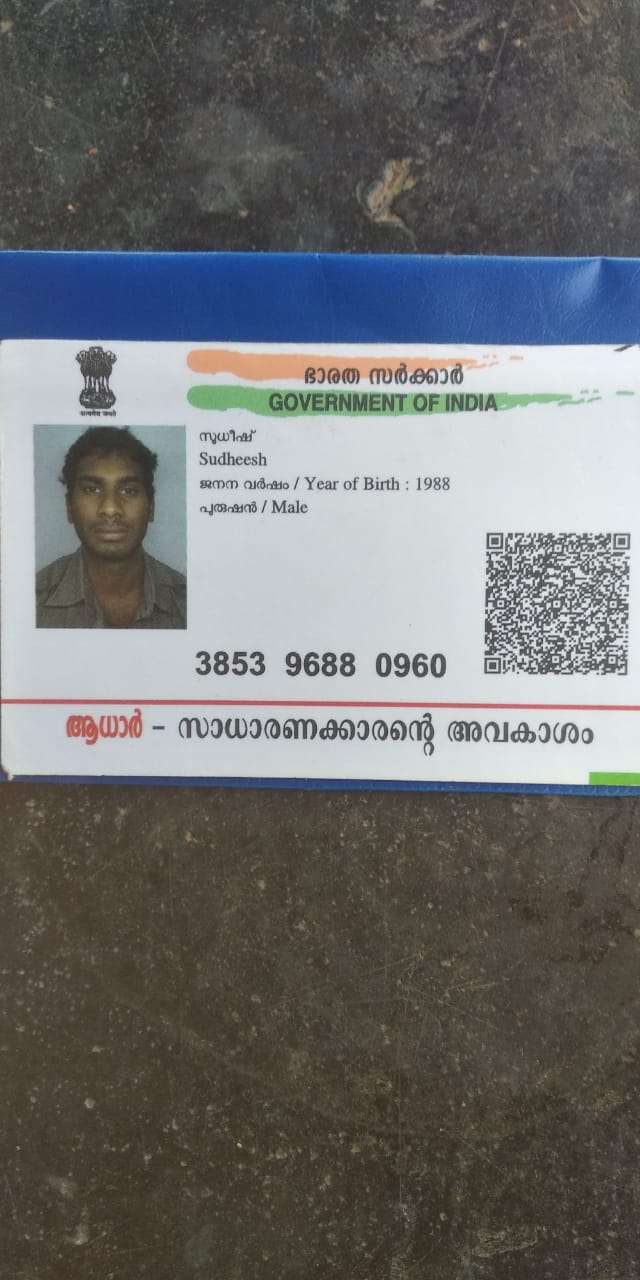 ഭാരത സർക്കാർ
GOVERNMENT OF INDIA
सत्यमेव जयते
സുധീഷ്
Sudheesh
ജനന വർഷം / Year of Birth : 1988
പുരുഷൻ / Male
3853 9688 0960
ആധാർ – സാധാരണക്കാരന്റെ അവകാശം